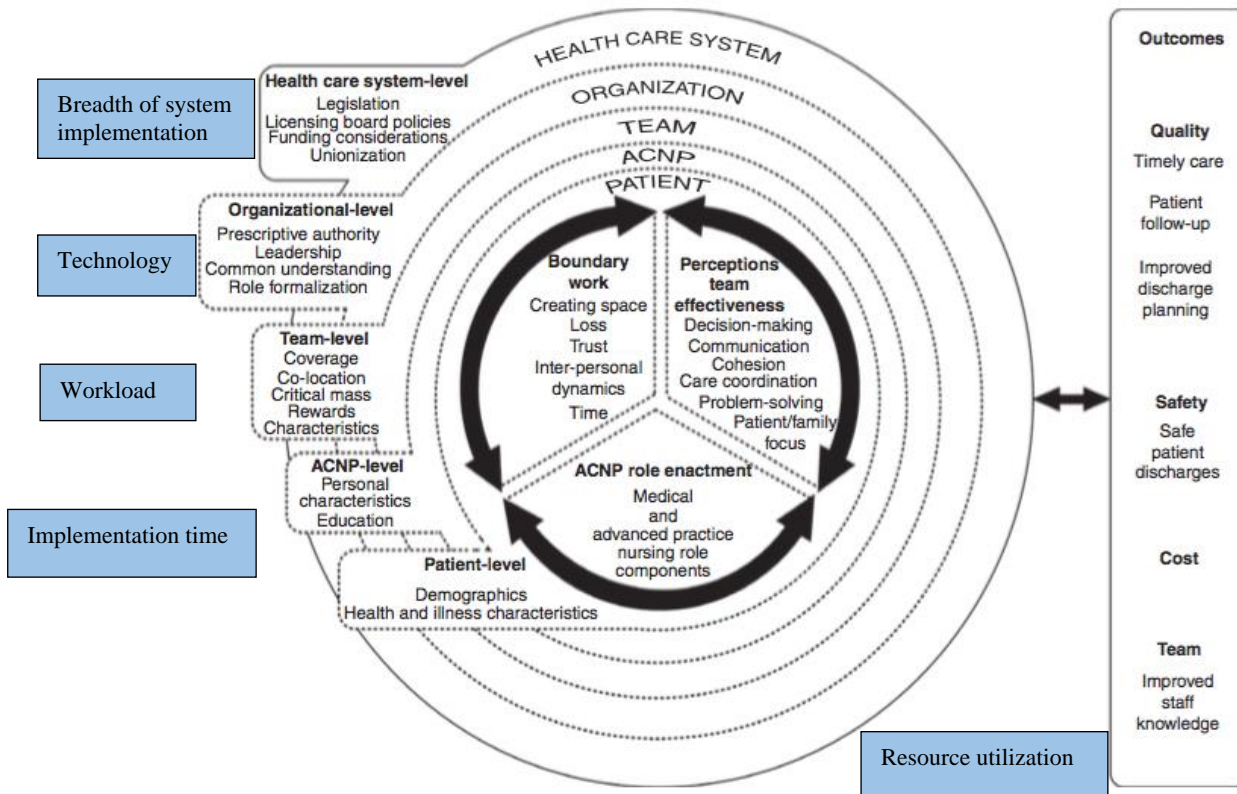 HEALTH CARE SYSTEM
ORGANIZATION
TEAM
ACNP
PATIENT
Breadth of system
implementation
Health care system-level
Legislation
Licensing board policies
Funding considerations
Unionization
Technology
Organizational-level
Prescriptive authority
Leadership
Common understanding
Role formalization
Workload
Team-level
Coverage
Co-location
Critical mass
Rewards
Characteristics
Implementation time
ACNP-level
Personal
characteristics
Education
Patient-level
Demographics
Health and illness characteristics
Boundary
work
Creating space
Loss
Trust
Inter-personal
dynamics
Time
Perceptions
team
effectiveness
Decision-making
Communication
Cohesion
Care coordination
Problem-solving
Patient/family
focus
ACNP role enactment
Medical
and
advanced practice
nursing role
components
Outcomes
Quality
Timely care
Patient
follow-up
Improved
discharge
planning
Safety
Safe
patient
discharges
Cost
Team
Improved
staff
knowledge
Resource utilization